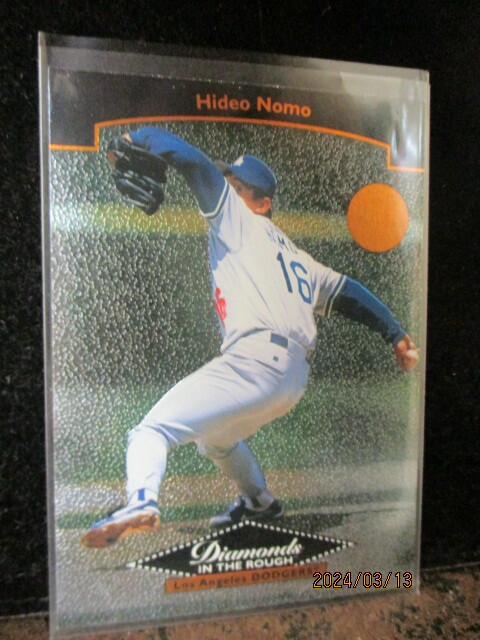 Hideo Nomo
16
Diamonds
IN THE ROUGH
Los Angeles DODGERS
2024/03/13